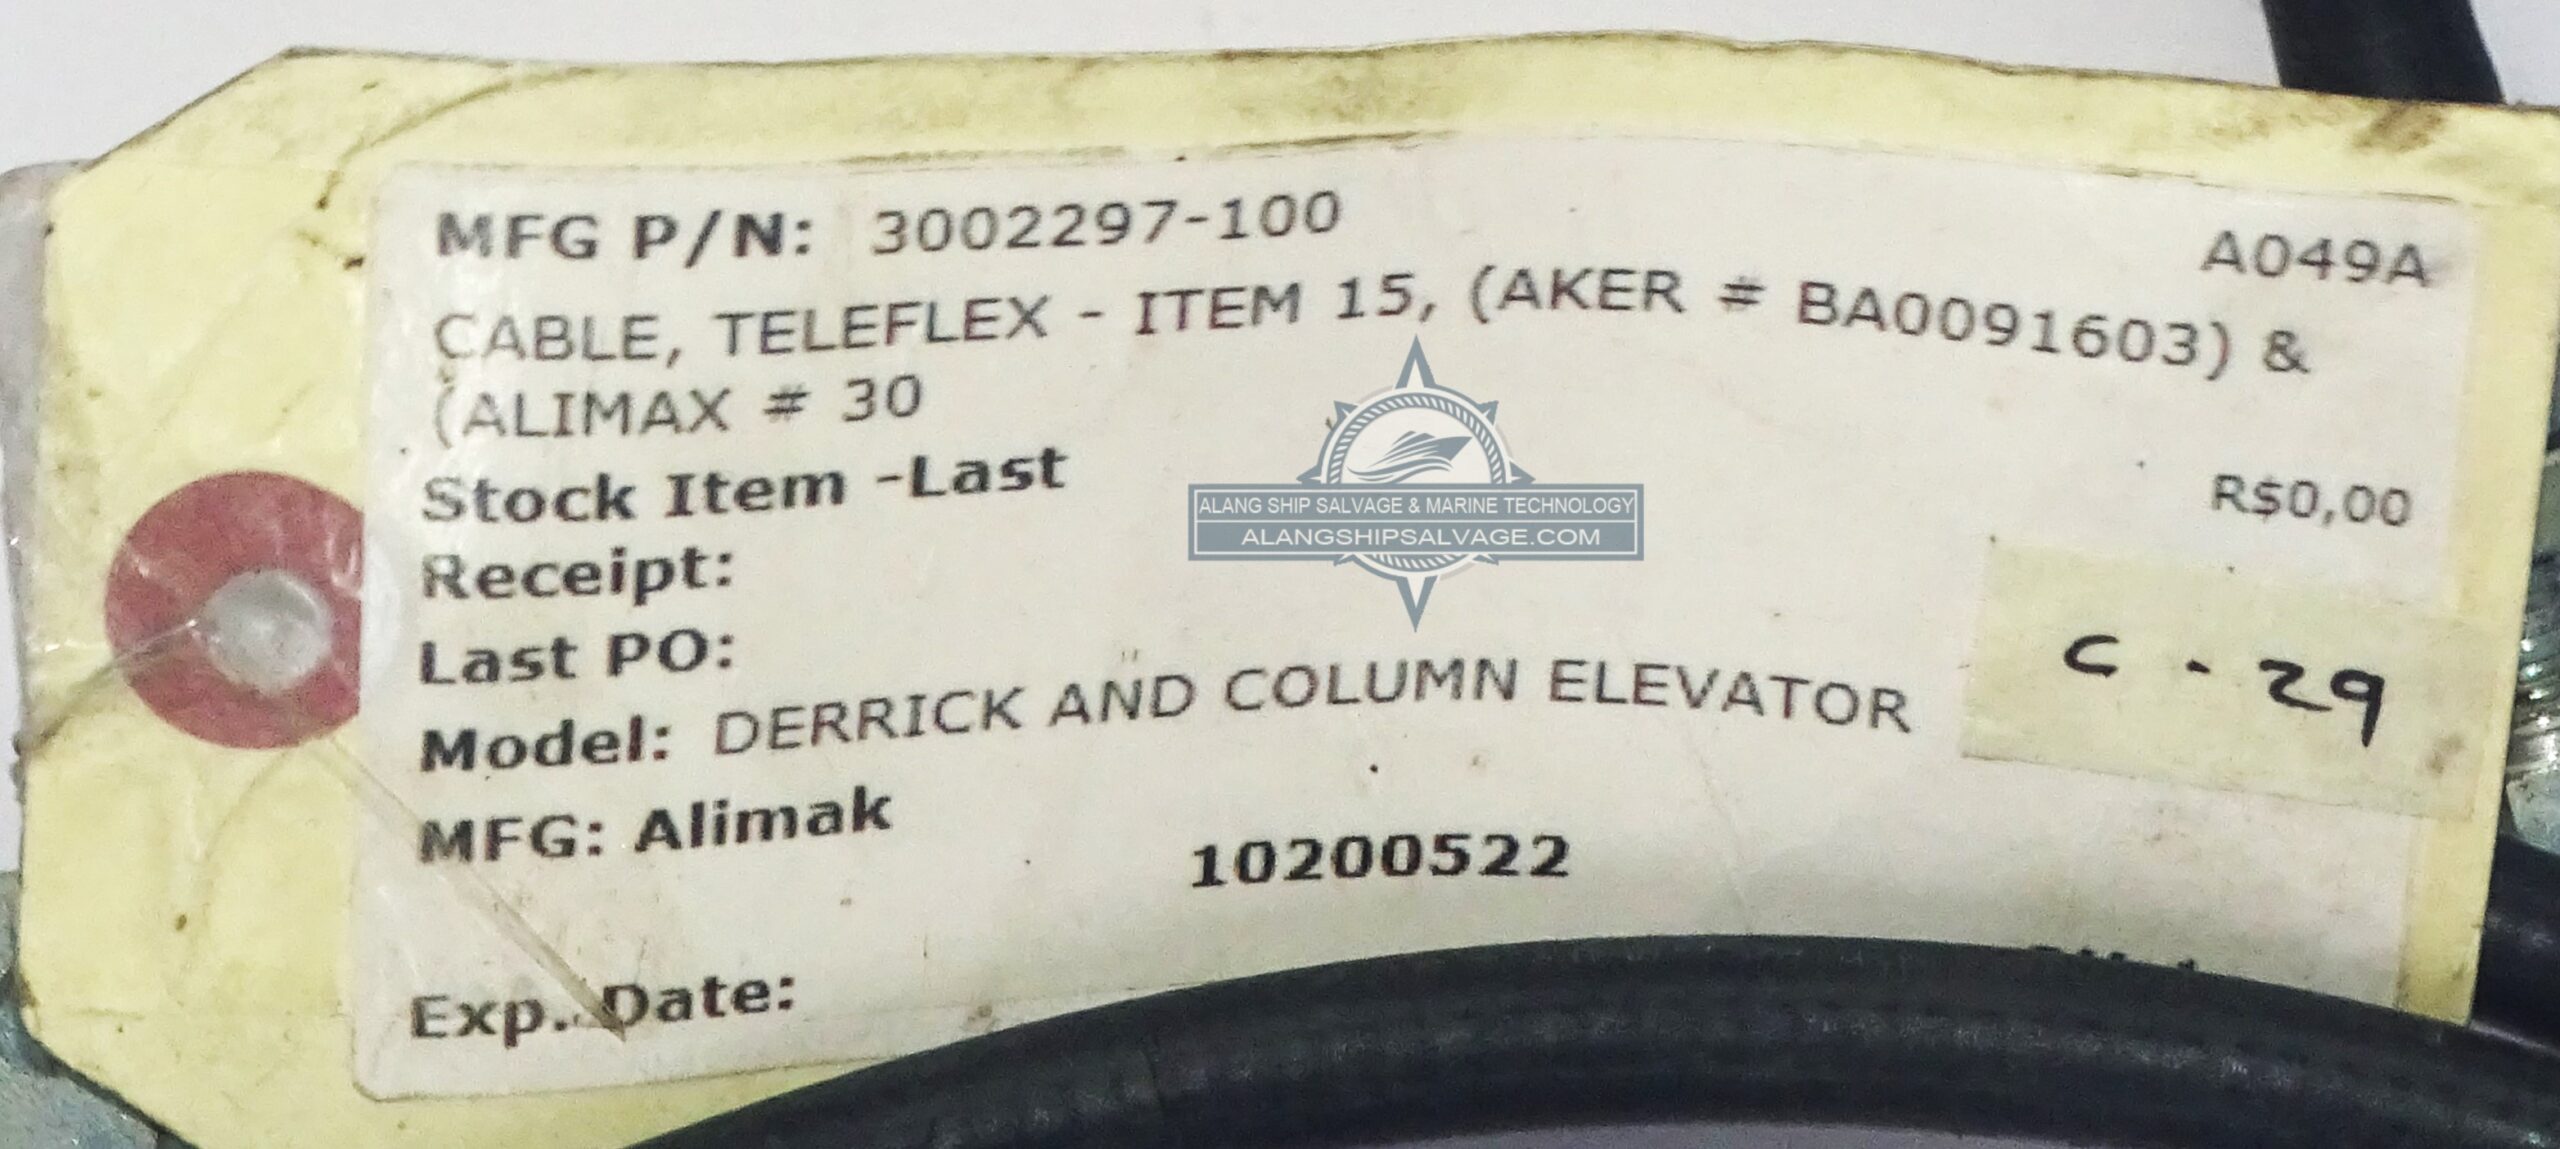 MFG P/N: 3002297-100
A049A
CABLE, TELEFLEX - ITEM 15, (AKER # BA0091603) &
(ALIMAX # 30
Stock Item -Last
R$0,00
Receipt:
Last PO:
C - 29
Model: DERRICK AND COLUMN ELEVATOR
MFG: Alimak
10200522
Exp. Date:
ALANG SHIP SALVAGE & MARINE TECHNOLOGY
ALANGSHIPSALVAGE.COM